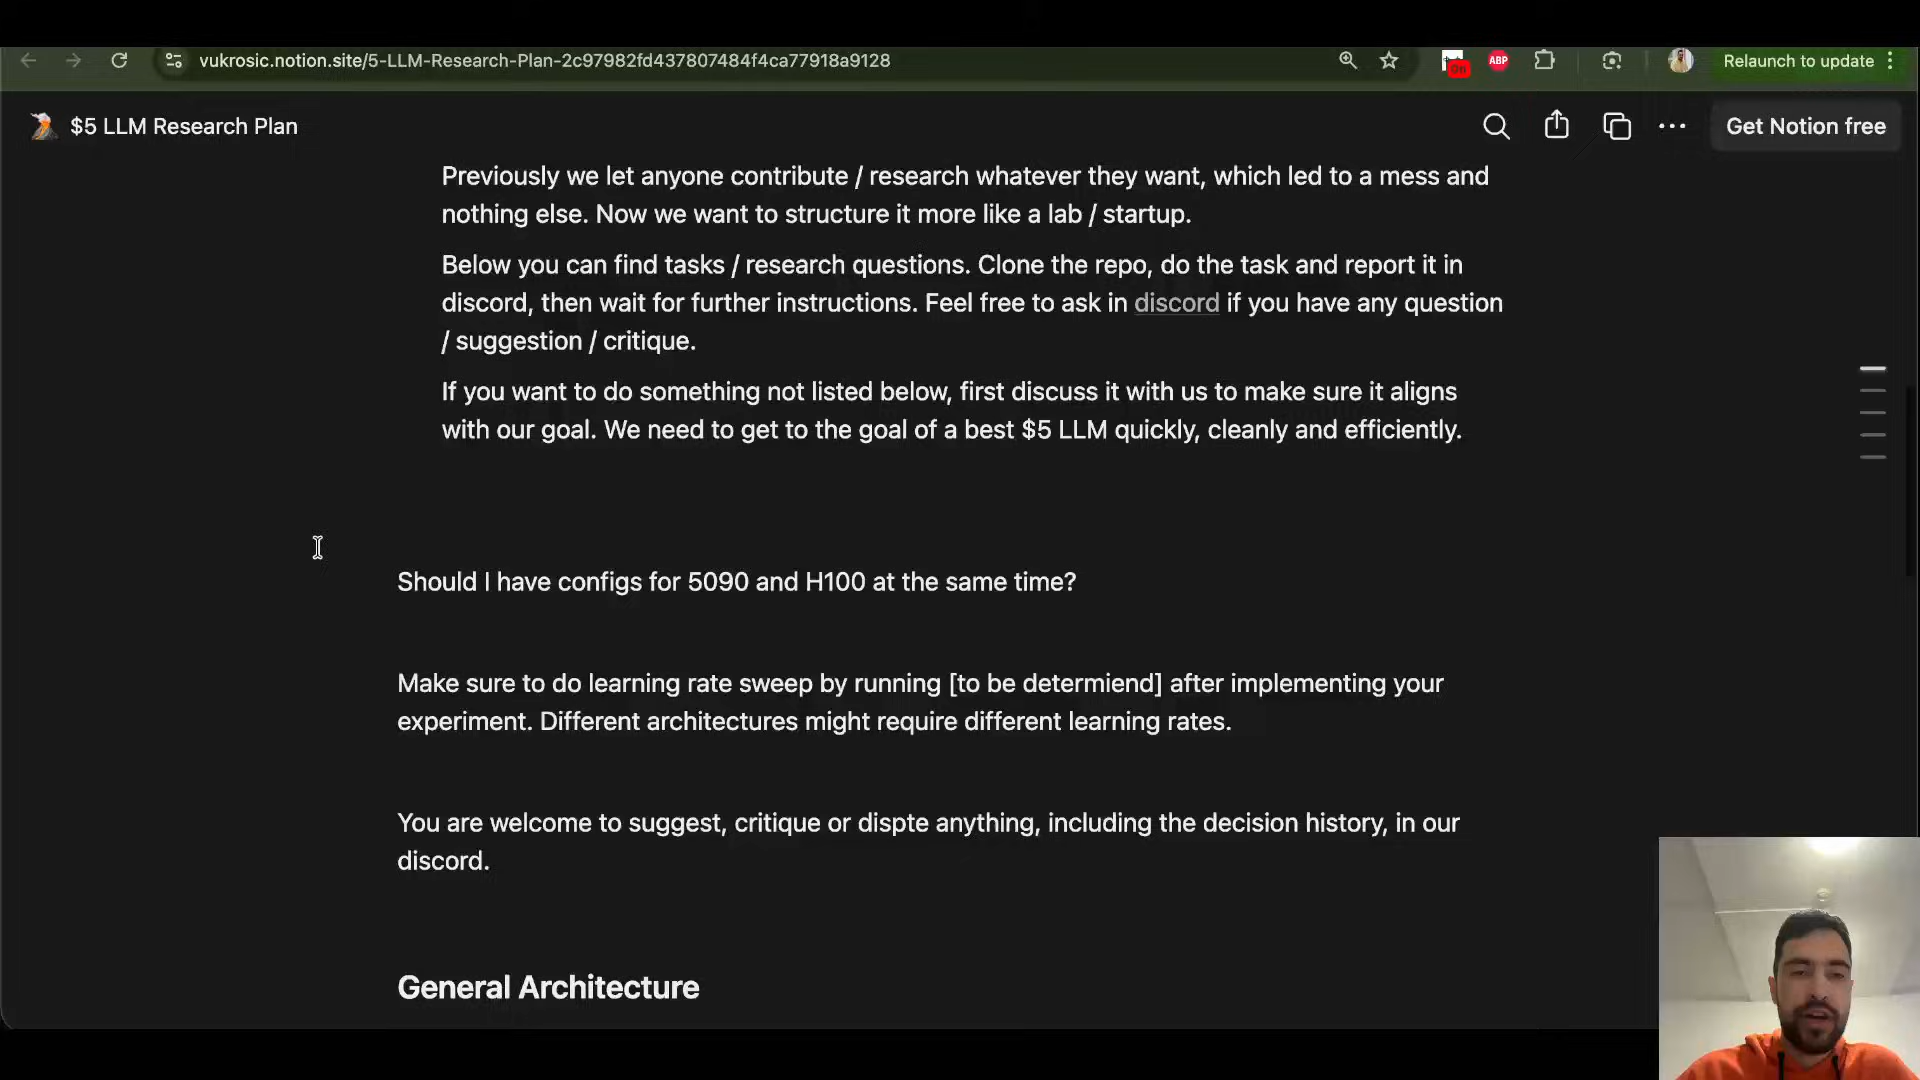 vukrosic.notion.site/5-LLM-Research-Plan-2c97982fd437807484f4ca77918a9128
On
ABP
Relaunch to update
$5 LLM Research Plan
Get Notion free
Previously we let anyone contribute / research whatever they want, which led to a mess and
nothing else. Now we want to structure it more like a lab / startup.
Below you can find tasks / research questions. Clone the repo, do the task and report it in
discord, then wait for further instructions. Feel free to ask in discord if you have any question
/ suggestion / critique.
If you want to do something not listed below, first discuss it with us to make sure it aligns
with our goal. We need to get to the goal of a best $5 LLM quickly, cleanly and efficiently.
Should I have configs for 5090 and H100 at the same time?
Make sure to do learning rate sweep by running [to be determiend] after implementing your
experiment. Different architectures might require different learning rates.
You are welcome to suggest, critique or dispte anything, including the decision history, in our
discord.
General Architecture